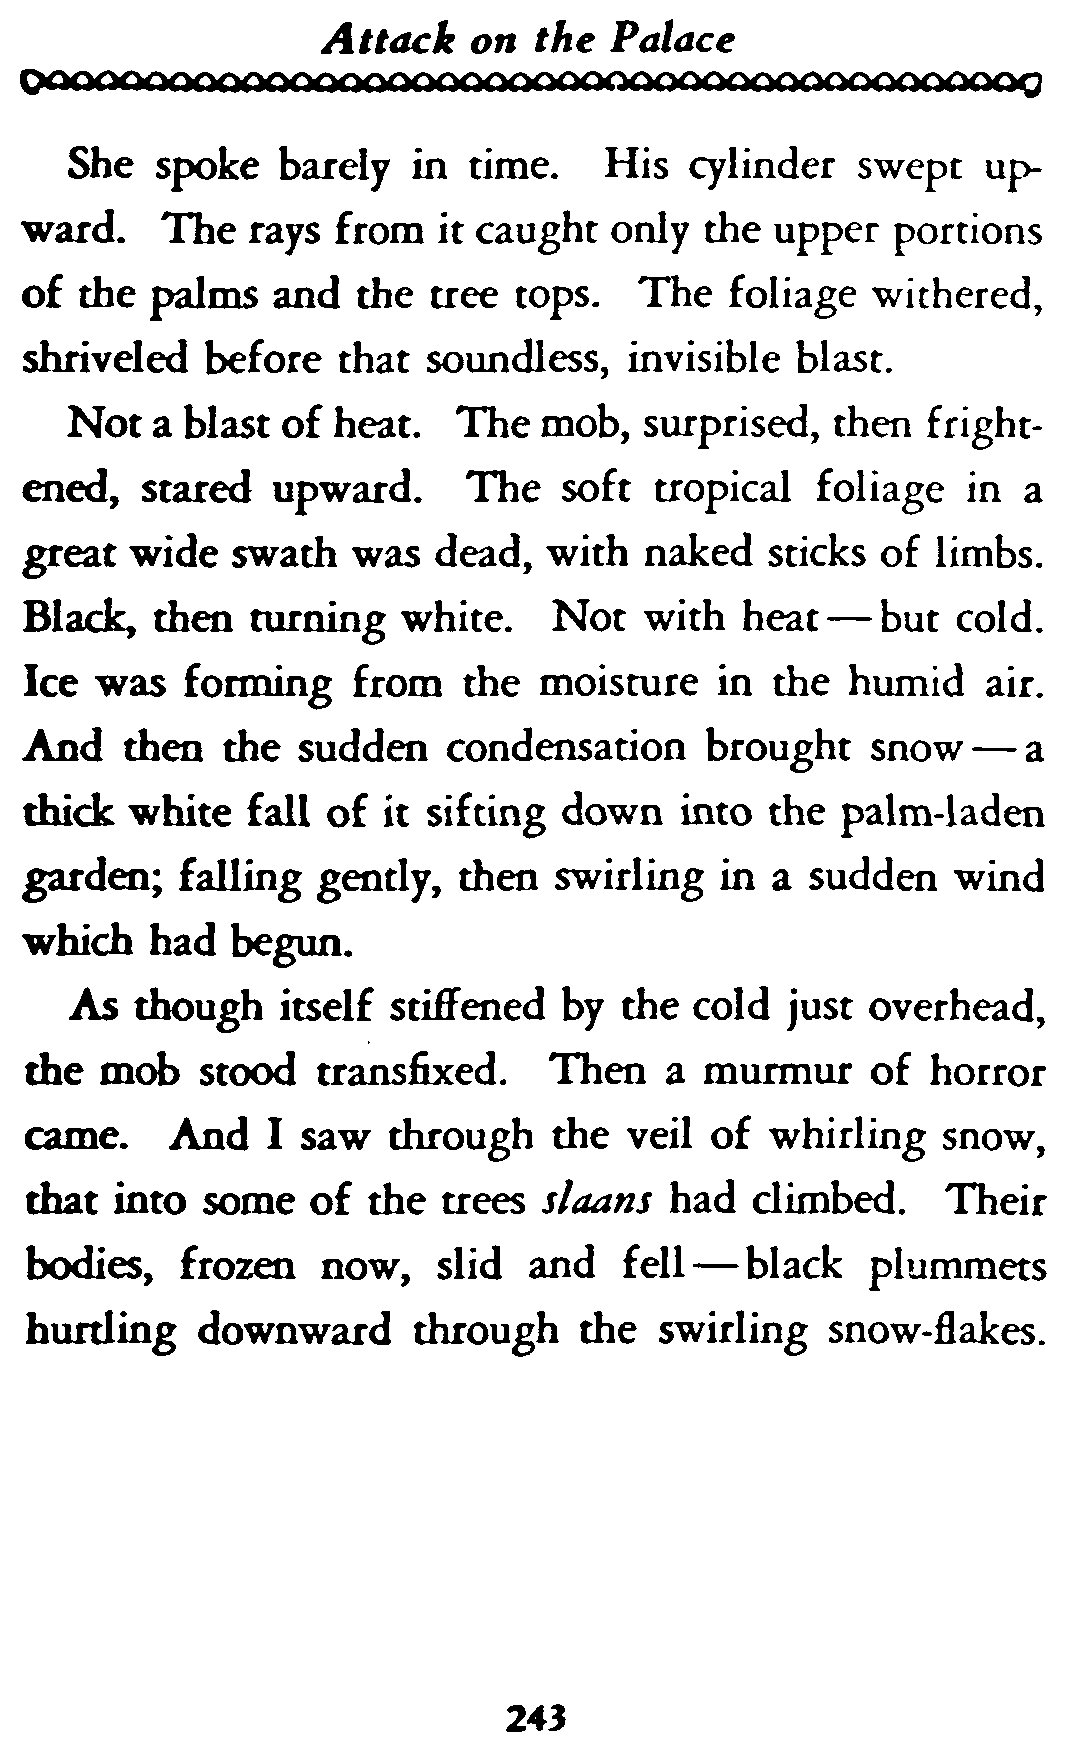 Attack on the Palace
She spoke barely in time. His cylinder swept up-
ward. The rays from it caught only the upper portions
of the palms and the tree tops. The foliage withered,
shriveled before that soundless, invisible blast.
Not a blast of heat. The mob, surprised, then fright-
ened, stared upward. The soft tropical foliage in a
great wide swath was dead, with naked sticks of limbs.
Black, then turning white. Not with heat—but cold.
Ice was forming from the moisture in the humid air.
And then the sudden condensation brought snow—a
thick white fall of it sifting down into the palm-laden
garden; falling gently, then swirling in a sudden wind
which had begun.
As though itself stiffened by the cold just overhead,
the mob stood transfixed. Then a murmur of horror
came. And I saw through the veil of whirling snow,
that into some of the trees slaans had climbed. Their
bodies, frozen now, slid and fell—black plummets
hurtling downward through the swirling snow-flakes.
243